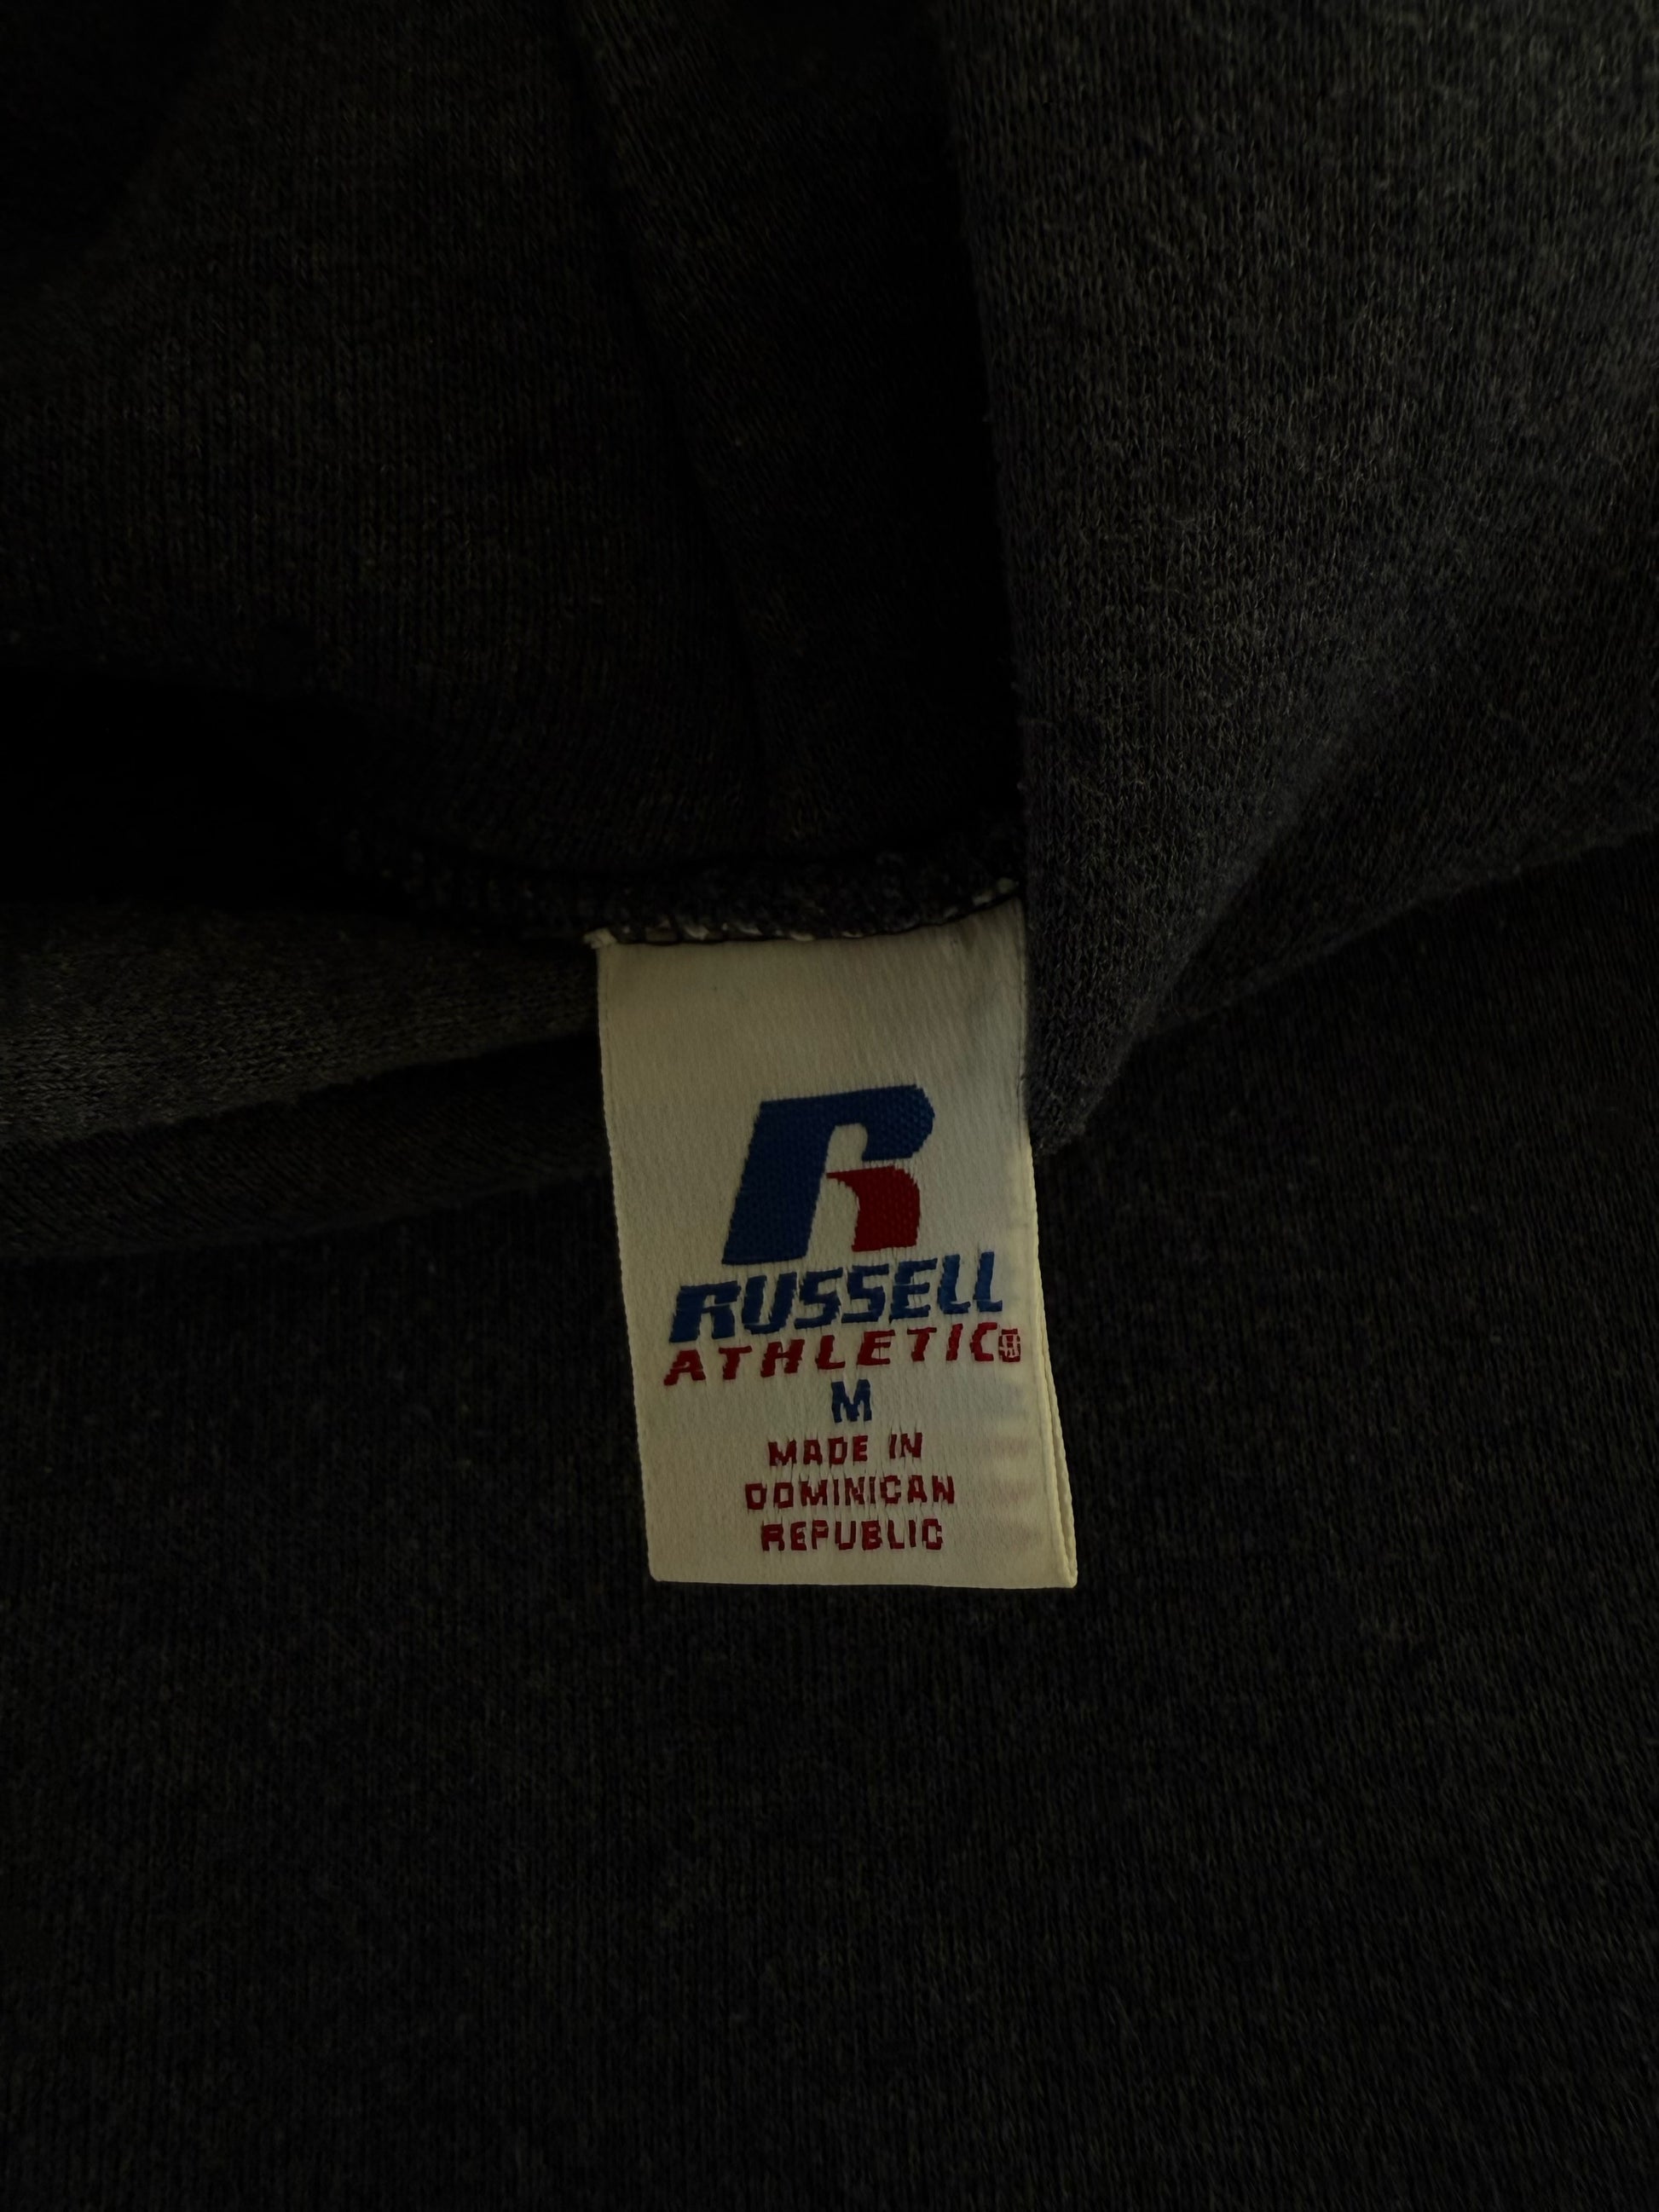 RUSSELL
ATHLETIC®
M
MADE IN
DOMINICAN
REPUBLIC